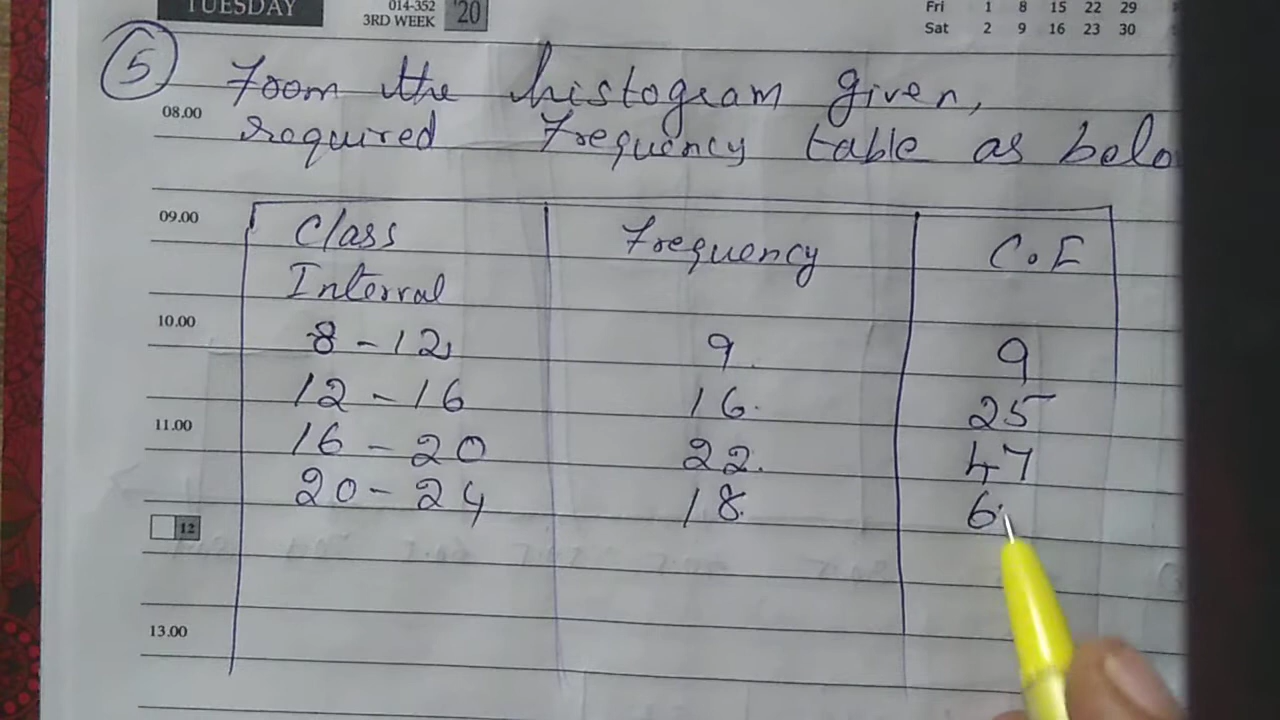 TUESDAY
014-352
3RD WEEK
'20
Fri 1 8 15 22 29
Sat 2 9 16 23 30
5 From the histogram given,
08.00
required Frequency table as belo
09.00
Class Interval Frequency C.F
10.00
8 - 12 9 9
12 - 16 16. 25
11.00
16 - 20 22. 47
20 - 24 18. 6
12
13.00